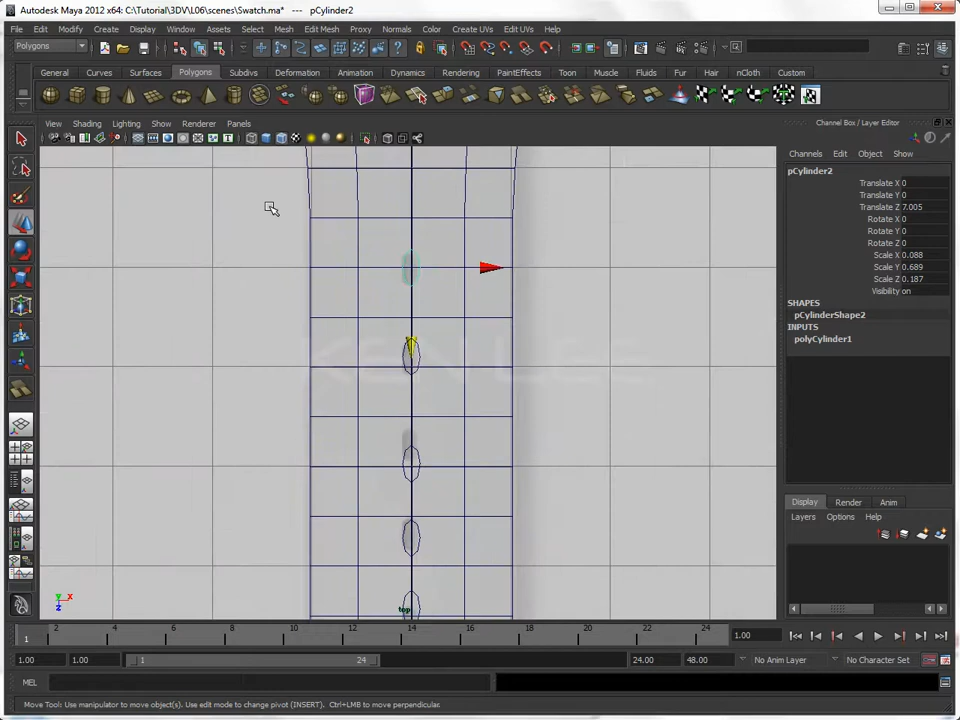 Autodesk Maya 2012 x64: C:\Tutorial\3DV\L06\scenes\Swatch.ma* --- pCylinder2
File Edit Modify Create Display Window Assets Select Mesh Edit Mesh Proxy Normals Color Create UVs Edit UVs Help
Polygons
General Curves Surfaces Polygons Subdivs Deformation Animation Dynamics Rendering PaintEffects Toon Muscle Fluids Fur Hair nCloth Custom
View Shading Lighting Show Renderer Panels
Channel Box / Layer Editor
Channels Edit Object Show
pCylinder2
Translate X 0
Translate Y 0
Translate Z 7.005
Rotate X 0
Rotate Y 0
Rotate Z 0
Scale X 0.088
Scale Y 0.689
Scale Z 0.187
Visibility on
SHAPES
pCylinderShape2
INPUTS
polyCylinder1
KEN LEE
Display Render Anim
Layers Options Help
Y X
Z
top
1 2 4 6 8 10 12 14 16 18 20 22 24 1.00
1.00 1.00 1 24 24.00 48.00 No Anim Layer No Character Set
MEL
Move Tool: Use manipulator to move object(s). Use edit mode to change pivot (INSERT). Ctrl+LMB to move perpendicular.